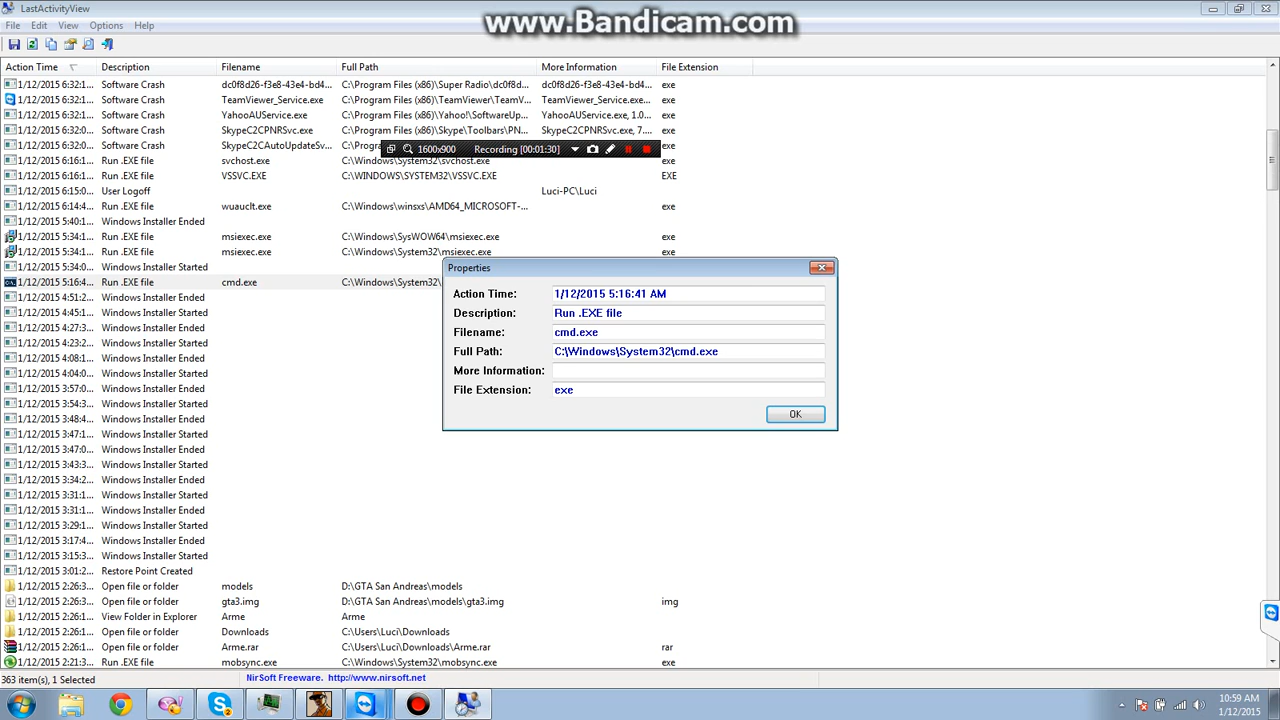 LastActivityView
www.Bandicam.com
File Edit View Options Help
Action Time Description Filename Full Path More Information File Extension
1/12/2015 6:32:1... Software Crash dc0f8d26-f3e8-43e4-bd4... C:\Program Files (x86)\Super Radio\dc0f8d... dc0f8d26-f3e8-43e4-bd4... exe
1/12/2015 6:32:1... Software Crash TeamViewer_Service.exe C:\Program Files (x86)\TeamViewer\TeamV... TeamViewer_Service.exe... exe
1/12/2015 6:32:1... Software Crash YahooAUService.exe C:\Program Files (x86)\Yahoo!\SoftwareUp... YahooAUService.exe, 1.0... exe
1/12/2015 6:32:0... Software Crash SkypeC2CPNRSvc.exe C:\Program Files (x86)\Skype\Toolbars\PN... SkypeC2CPNRSvc.exe, 7.... exe
1/12/2015 6:32:0... Software Crash SkypeC2CAutoUpdateSv... C:\Progra exe
1600x900 Recording [00:01:30]
1/12/2015 6:16:1... Run .EXE file svchost.exe C:\Windows\System32\svchost.exe exe
1/12/2015 6:16:1... Run .EXE file VSSVC.EXE C:\WINDOWS\SYSTEM32\VSSVC.EXE EXE
1/12/2015 6:15:0... User Logoff Luci-PC\Luci
1/12/2015 6:14:4... Run .EXE file wuauclt.exe C:\Windows\winsxs\AMD64_MICROSOFT-... exe
1/12/2015 5:40:1... Windows Installer Ended
1/12/2015 5:34:1... Run .EXE file msiexec.exe C:\Windows\SysWOW64\msiexec.exe exe
1/12/2015 5:34:1... Run .EXE file msiexec.exe C:\Windows\System32\msiexec.exe exe
1/12/2015 5:34:0... Windows Installer Started
1/12/2015 5:16:4... Run .EXE file cmd.exe C:\Windows\System32\
1/12/2015 4:51:2... Windows Installer Ended
1/12/2015 4:45:1... Windows Installer Started
1/12/2015 4:27:3... Windows Installer Ended
1/12/2015 4:23:2... Windows Installer Started
1/12/2015 4:08:1... Windows Installer Ended
1/12/2015 4:04:0... Windows Installer Started
1/12/2015 3:57:0... Windows Installer Ended
1/12/2015 3:54:3... Windows Installer Started
1/12/2015 3:48:4... Windows Installer Ended
1/12/2015 3:47:1... Windows Installer Started
1/12/2015 3:47:0... Windows Installer Ended
1/12/2015 3:43:3... Windows Installer Started
1/12/2015 3:34:2... Windows Installer Ended
1/12/2015 3:31:1... Windows Installer Started
1/12/2015 3:31:1... Windows Installer Ended
1/12/2015 3:29:1... Windows Installer Started
1/12/2015 3:17:4... Windows Installer Ended
1/12/2015 3:15:3... Windows Installer Started
1/12/2015 3:01:2... Restore Point Created
1/12/2015 2:26:3... Open file or folder models D:\GTA San Andreas\models
1/12/2015 2:26:3... Open file or folder gta3.img D:\GTA San Andreas\models\gta3.img img
1/12/2015 2:26:1... View Folder in Explorer Arme Arme
1/12/2015 2:26:1... Open file or folder Downloads C:\Users\Luci\Downloads
1/12/2015 2:26:1... Open file or folder Arme.rar C:\Users\Luci\Downloads\Arme.rar rar
1/12/2015 2:21:3... Run .EXE file mobsync.exe C:\Windows\System32\mobsync.exe exe
Properties
Action Time: 1/12/2015 5:16:41 AM
Description: Run .EXE file
Filename: cmd.exe
Full Path: C:\Windows\System32\cmd.exe
More Information:
File Extension: exe
OK
363 item(s), 1 Selected NirSoft Freeware. http://www.nirsoft.net
10:59 AM
1/12/2015